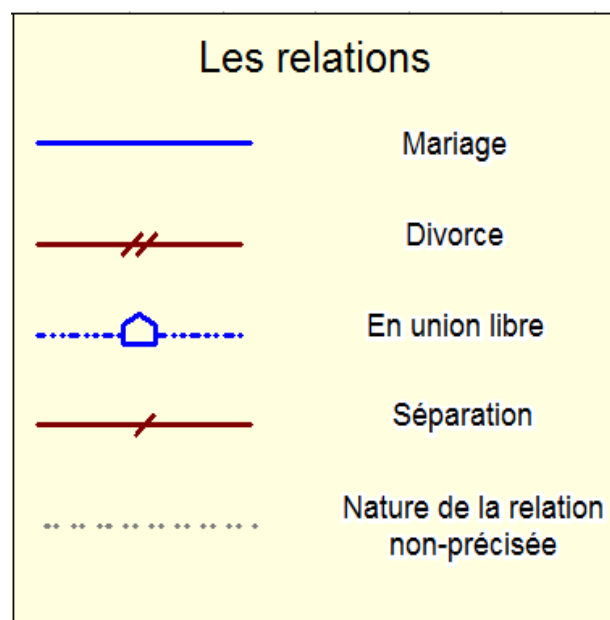 Les relations
Mariage
Divorce
En union libre
Séparation
Nature de la relation
non-précisée